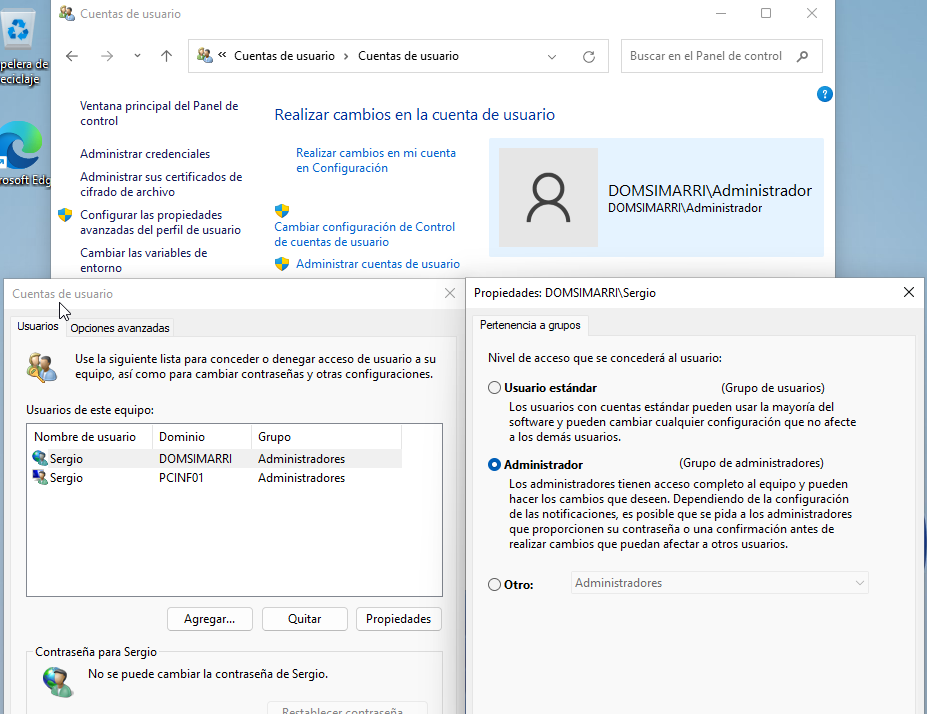 Cuentas de usuario
pelera de
eciclaje
rosoft Edg
« Cuentas de usuario › Cuentas de usuario
Buscar en el Panel de control
?
Ventana principal del Panel de
control
Administrar credenciales
Administrar sus certificados de
cifrado de archivo
Configurar las propiedades
avanzadas del perfil de usuario
Cambiar las variables de
entorno
Realizar cambios en la cuenta de usuario
Realizar cambios en mi cuenta
en Configuración
Cambiar configuración de Control
de cuentas de usuario
Administrar cuentas de usuario
DOMSIMARRI\Administrador
DOMSIMARRI\Administrador
Cuentas de usuario
Usuarios
Opciones avanzadas
Use la siguiente lista para conceder o denegar acceso de usuario a su
equipo, así como para cambiar contraseñas y otras configuraciones.
Usuarios de este equipo:
Nombre de usuario Dominio Grupo
Sergio DOMSIMARRI Administradores
Sergio PCINF01 Administradores
Agregar... Quitar Propiedades
Contraseña para Sergio
No se puede cambiar la contraseña de Sergio.
Restablecer contraseña
Propiedades: DOMSIMARRI\Sergio
Pertenencia a grupos
Nivel de acceso que se concederá al usuario:
Usuario estándar (Grupo de usuarios)
Los usuarios con cuentas estándar pueden usar la mayoría del
software y pueden cambiar cualquier configuración que no afecte
a los demás usuarios.
Administrador (Grupo de administradores)
Los administradores tienen acceso completo al equipo y pueden
hacer los cambios que deseen. Dependiendo de la configuración
de las notificaciones, es posible que se pida a los administradores
que proporcionen su contraseña o una confirmación antes de
realizar cambios que puedan afectar a otros usuarios.
Otro: Administradores